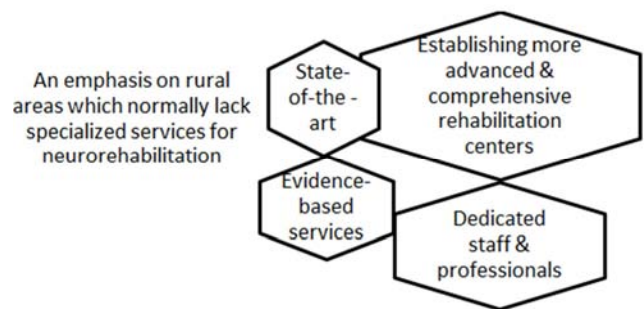 An emphasis on rural
areas which normally lack
specialized services for
neurorehabilitation
State-
of-the -
art
Establishing more
advanced &
comprehensive
rehabilitation
centers
Evidence-
based
services
Dedicated
staff &
professionals